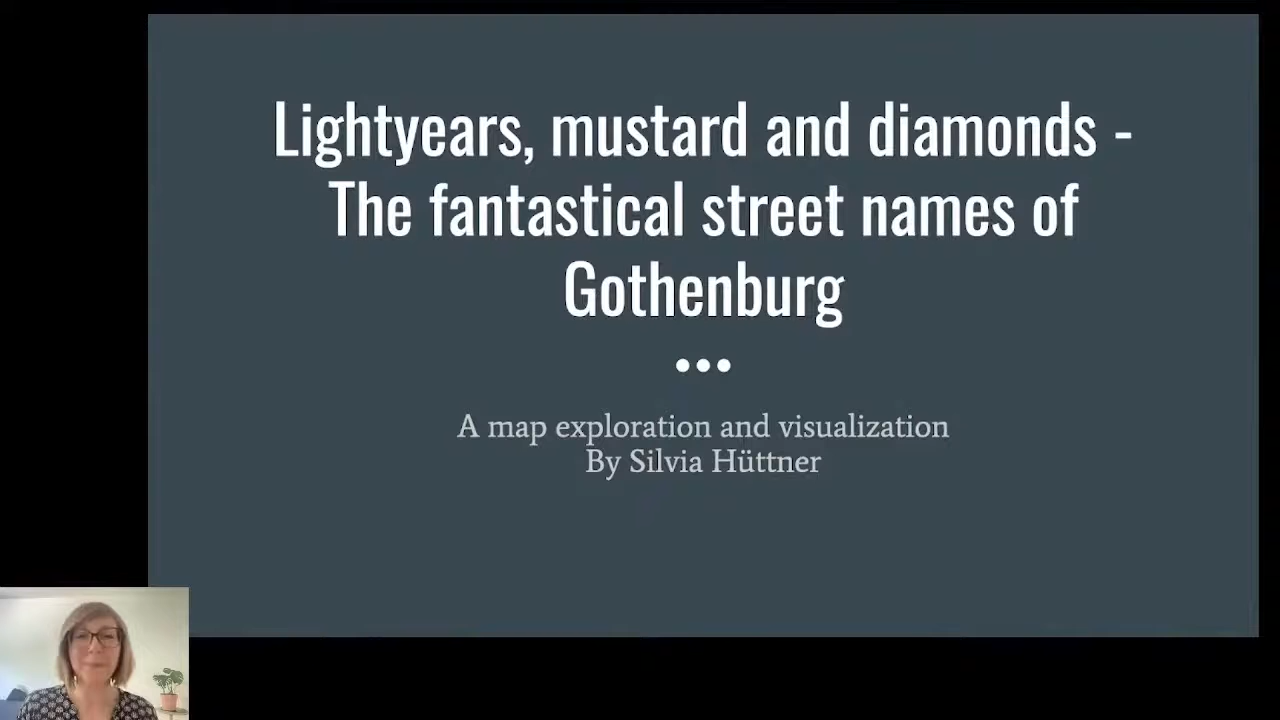 Lightyears, mustard and diamonds -
The fantastical street names of
Gothenburg
A map exploration and visualization
By Silvia Hüttner